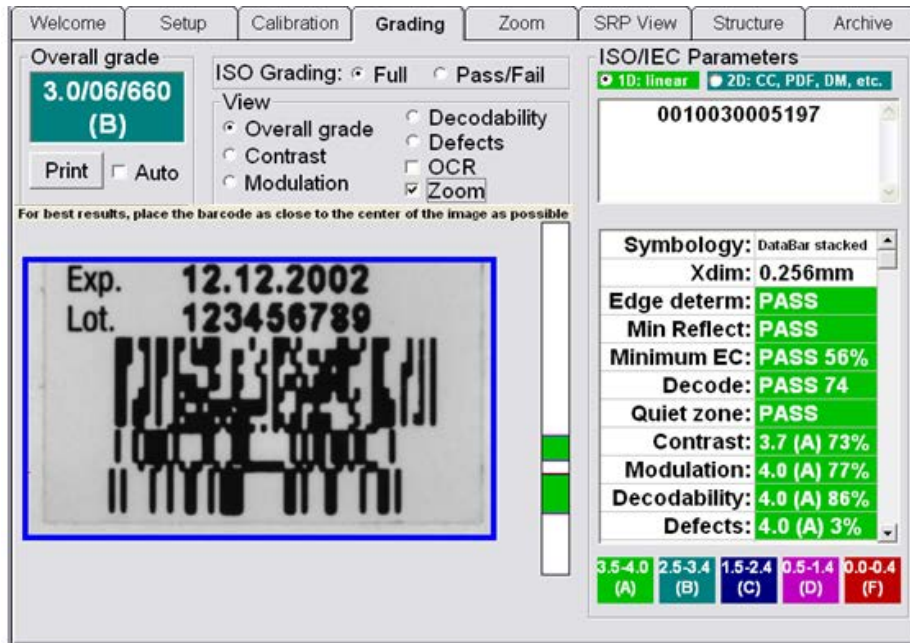 Welcome Setup Calibration Grading Zoom SRP View Structure Archive
Overall grade
3.0/06/660
(B)
Print Auto
ISO Grading: Full Pass/Fail
View
Overall grade
Contrast
Modulation
Decodability
Defects
OCR
Zoom
For best results, place the barcode as close to the center of the image as possible
Exp. 12.12.2002
Lot. 123456789
ISO/IEC Parameters
1D: linear 2D: CC, PDF, DM, etc.
0010030005197
Symbology: DataBar stacked
Xdim: 0.256mm
Edge determ: PASS
Min Reflect: PASS
Minimum EC: PASS 56%
Decode: PASS 74
Quiet zone: PASS
Contrast: 3.7 (A) 73%
Modulation: 4.0 (A) 77%
Decodability: 4.0 (A) 86%
Defects: 4.0 (A) 3%
3.5-4.0 2.5-3.4 1.5-2.4 0.5-1.4 0.0-0.4
(A) (B) (C) (D) (F)